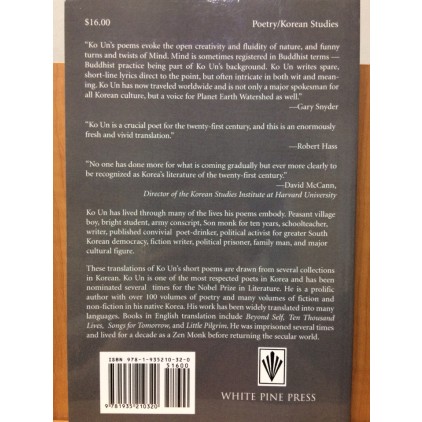 $16.00 Poetry/Korean Studies
"Ko Un's poems evoke the open creativity and fluidity of nature, and funny
turns and twists of Mind. Mind is sometimes registered in Buddhist terms —
Buddhist practice being part of Ko Un's background. Ko Un writes spare,
short-line lyrics direct to the point, but often intricate in both wit and mean-
ing. Ko Un has now traveled worldwide and is not only a major spokesman for
all Korean culture, but a voice for Planet Earth Watershed as well."
—Gary Snyder
"Ko Un is a crucial poet for the twenty-first century, and this is an enormously
fresh and vivid translation."
—Robert Hass
"No one has done more for what is coming gradually but ever more clearly to
be recognized as Korea's literature of the twenty-first century."
—David McCann,
Director of the Korean Studies Institute at Harvard University
Ko Un has lived through many of the lives his poems embody. Peasant village
boy, bright student, army conscript, Son monk for ten years, schoolteacher,
writer, published convivial poet-drinker, political activist for greater South
Korean democracy, fiction writer, political prisoner, family man, and major
cultural figure.
These translations of Ko Un's short poems are drawn from several collections
in Korean. Ko Un is one of the most respected poets in Korea and has been
nominated several times for the Nobel Prize in Literature. He is a prolific
author with over 100 volumes of poetry and many volumes of fiction and
non-fiction in his native Korea. His work has been widely translated into many
languages. Books in English translation include Beyond Self, Ten Thousand
Lives, Songs for Tomorrow, and Little Pilgrim. He was imprisoned several times
and lived for a decade as a Zen Monk before returning the secular world.
ISBN 978-1-935210-32-0
51600
9 781935 210320
WHITE PINE PRESS